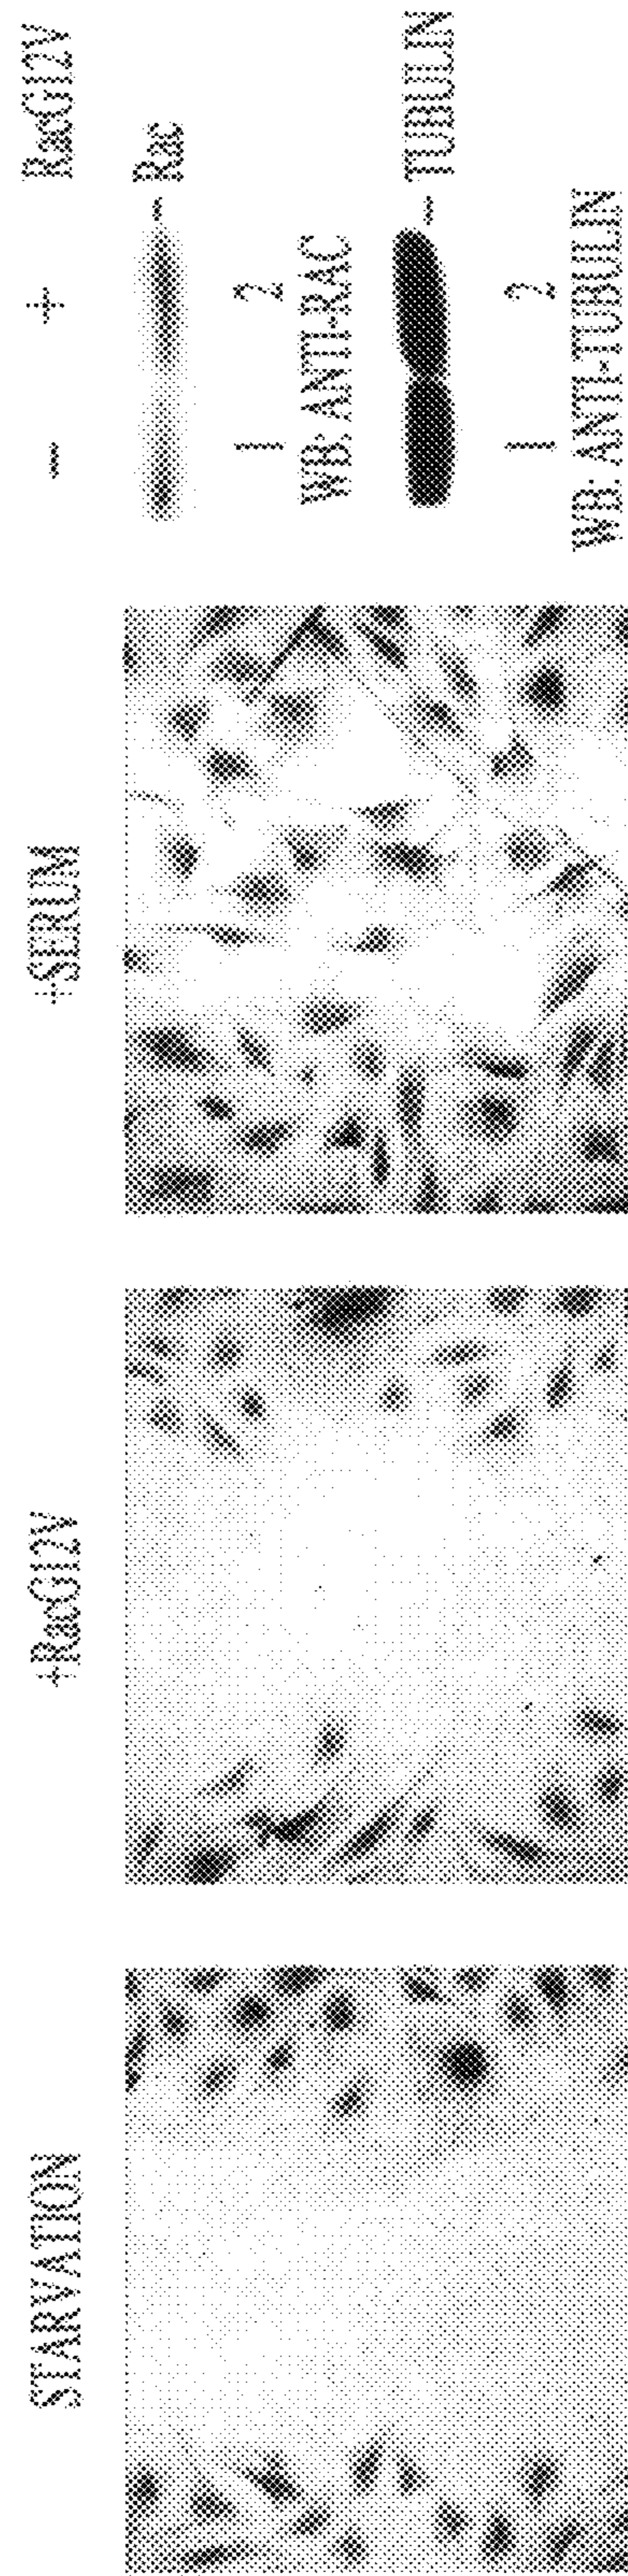 STARVATION
+RacG12V
+SERUM
− + RacG12V
– Rac
1 2
WB: ANTI-RAC
– TUBULIN
1 2
WB: ANTI-TUBULIN